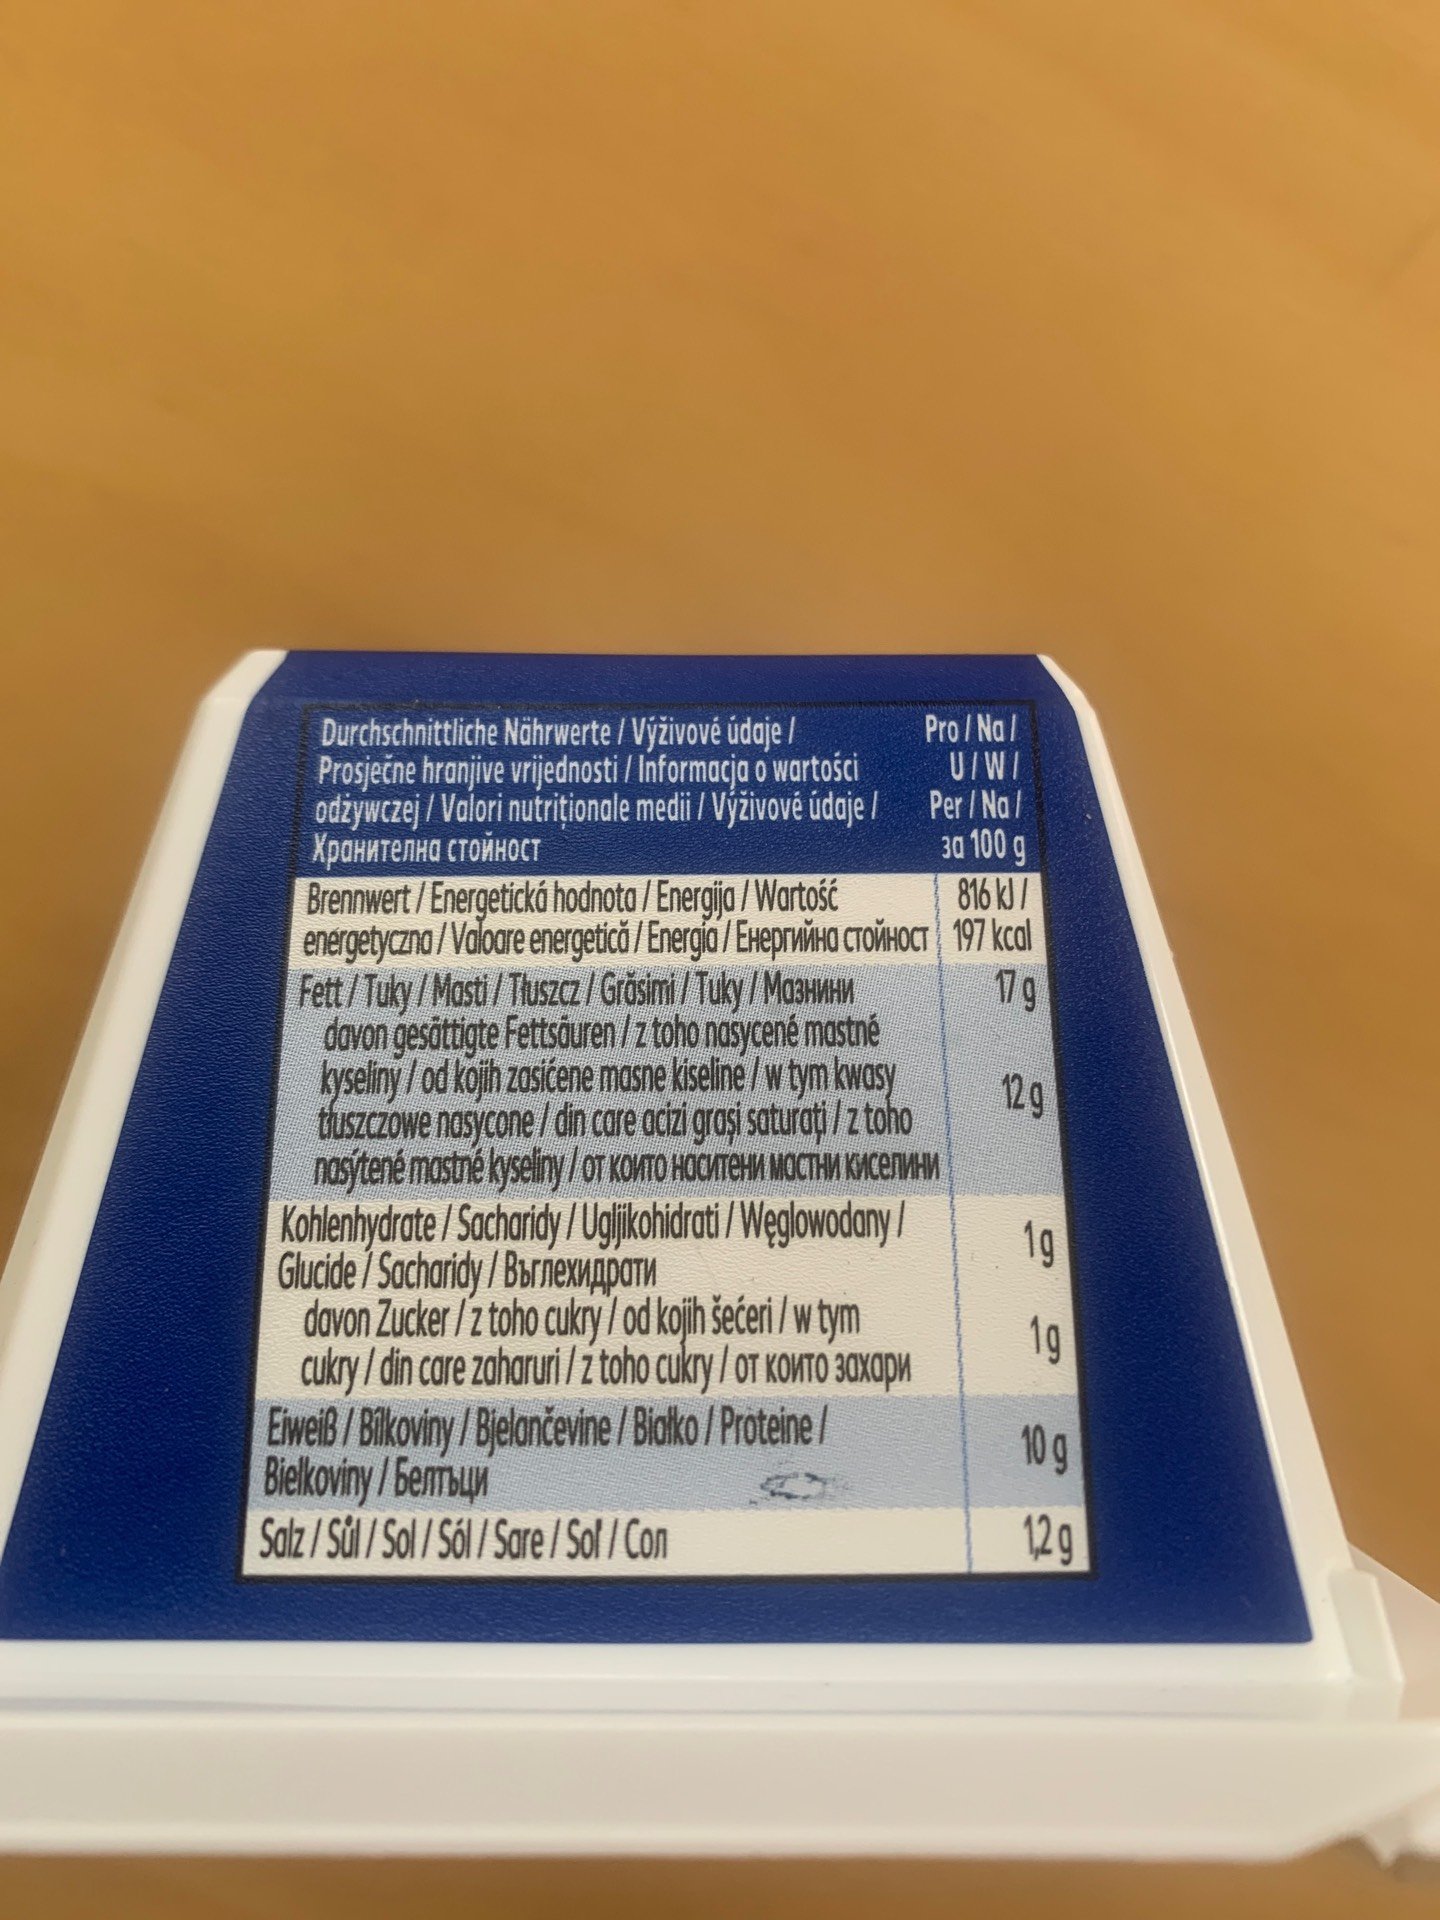 Durchschnittliche Nährwerte / Výživové údaje / Pro / Na /
Prosječne hranjive vrijednosti / Informacja o wartości U / W /
odżywczej / Valori nutriționale medii / Výživové údaje / Per / Na /
Хранителна стойност за 100 g
Brennwert / Energetická hodnota / Energija / Wartość 816 kJ /
energetyczna / Valoare energetică / Energia / Енергийна стойност 197 kcal
Fett / Tuky / Masti / Tłuszcz / Grăsimi / Tuky / Мазнини 17 g
davon gesättigte Fettsäuren / z toho nasycené mastné
kyseliny / od kojih zasićene masne kiseline / w tym kwasy 12 g
tłuszczowe nasycone / din care acizi grași saturați / z toho
nasýtené mastné kyseliny / от които наситени мастни киселини
Kohlenhydrate / Sacharidy / Ugljikohidrati / Węglowodany / 1 g
Glucide / Sacharidy / Въглехидрати
davon Zucker / z toho cukry / od kojih šećeri / w tym 1 g
cukry / din care zaharuri / z toho cukry / от които захари
Eiweiß / Bílkoviny / Bjelančevine / Białko / Proteine / 10 g
Bielkoviny / Белтъци
Salz / Sůl / Sol / Sól / Sare / Soľ / Сол 1,2 g